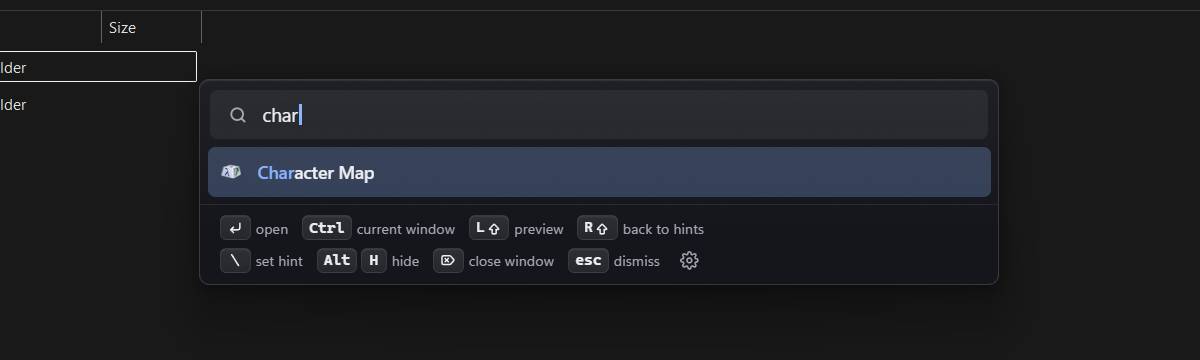 Size
lder
lder
char
Character Map
open Ctrl current window L preview R back to hints
\ set hint Alt H hide close window esc dismiss